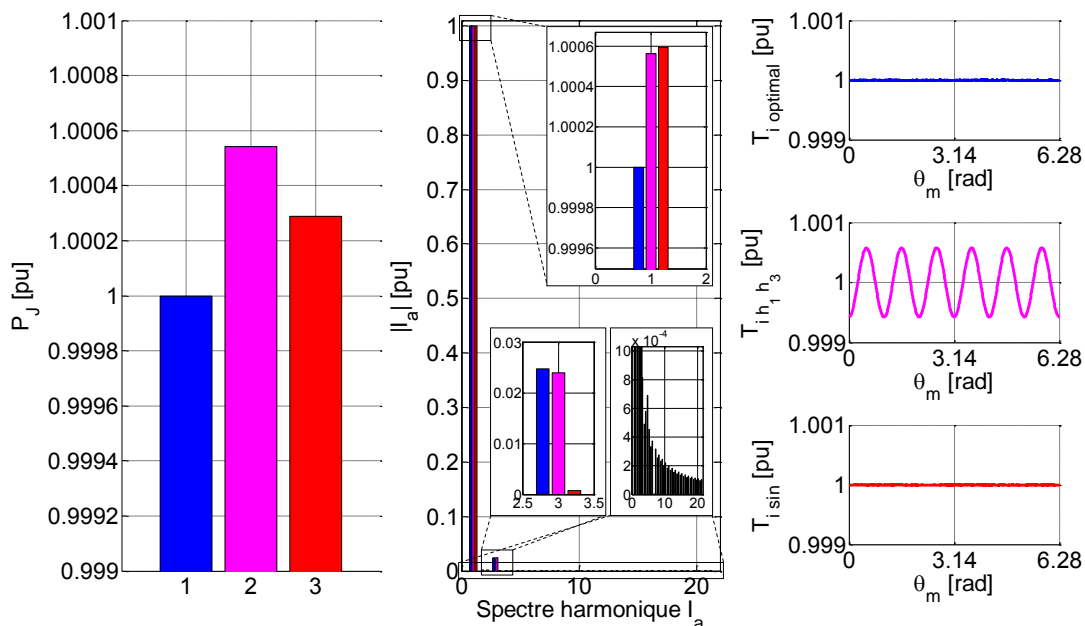 1.001
1.0008
1.0006
1.0004
1.0002
1
0.9998
0.9996
0.9994
0.9992
0.999
P_J [pu]
1 2 3
1
0.9
0.8
0.7
0.6
0.5
0.4
0.3
0.2
0.1
0
|I_a| [pu]
0 10 20
Spectre harmonique I_a
1.0006
1.0002
1
0.9998
0.9996
0 1 2
0.03
0.02
0.01
0
2.5 3 3.5
x 10^-4
10
8
6
4
2
0
0 10 20
1.001
1
0.999
T_i optimal [pu]
0 3.14 6.28
θ_m [rad]
1.001
1
0.999
T_i h_1 h_3 [pu]
0 3.14 6.28
θ_m [rad]
1.001
1
0.999
T_i sin [pu]
0 3.14 6.28
θ_m [rad]